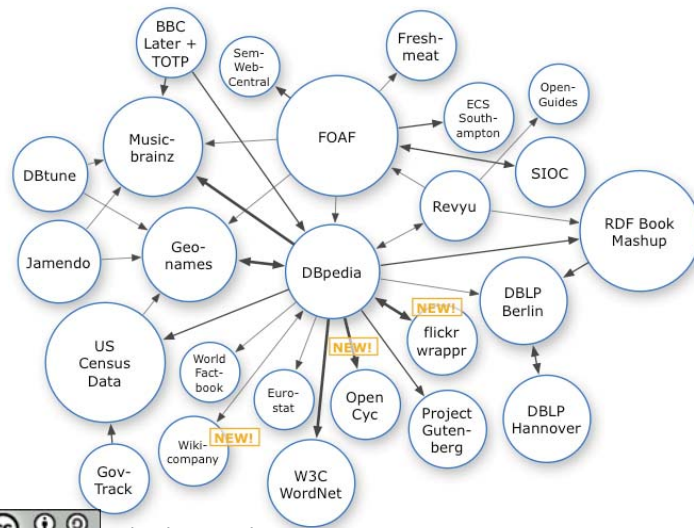 BBC
Later +
TOTP
Sem-
Web-
Central
Fresh-
meat
FOAF
ECS
South-
ampton
Open-
Guides
Music-
brainz
DBtune
SIOC
Revyu
RDF Book
Mashup
Jamendo
Geo-
names
DBpedia
DBLP
Berlin
NEW!
flickr
wrappr
US
Census
Data
World
Fact-
book
NEW!
Euro-
stat
Open
Cyc
Project
Guten-
berg
DBLP
Hannover
Wiki-
company
NEW!
Gov-
Track
W3C
WordNet
cc